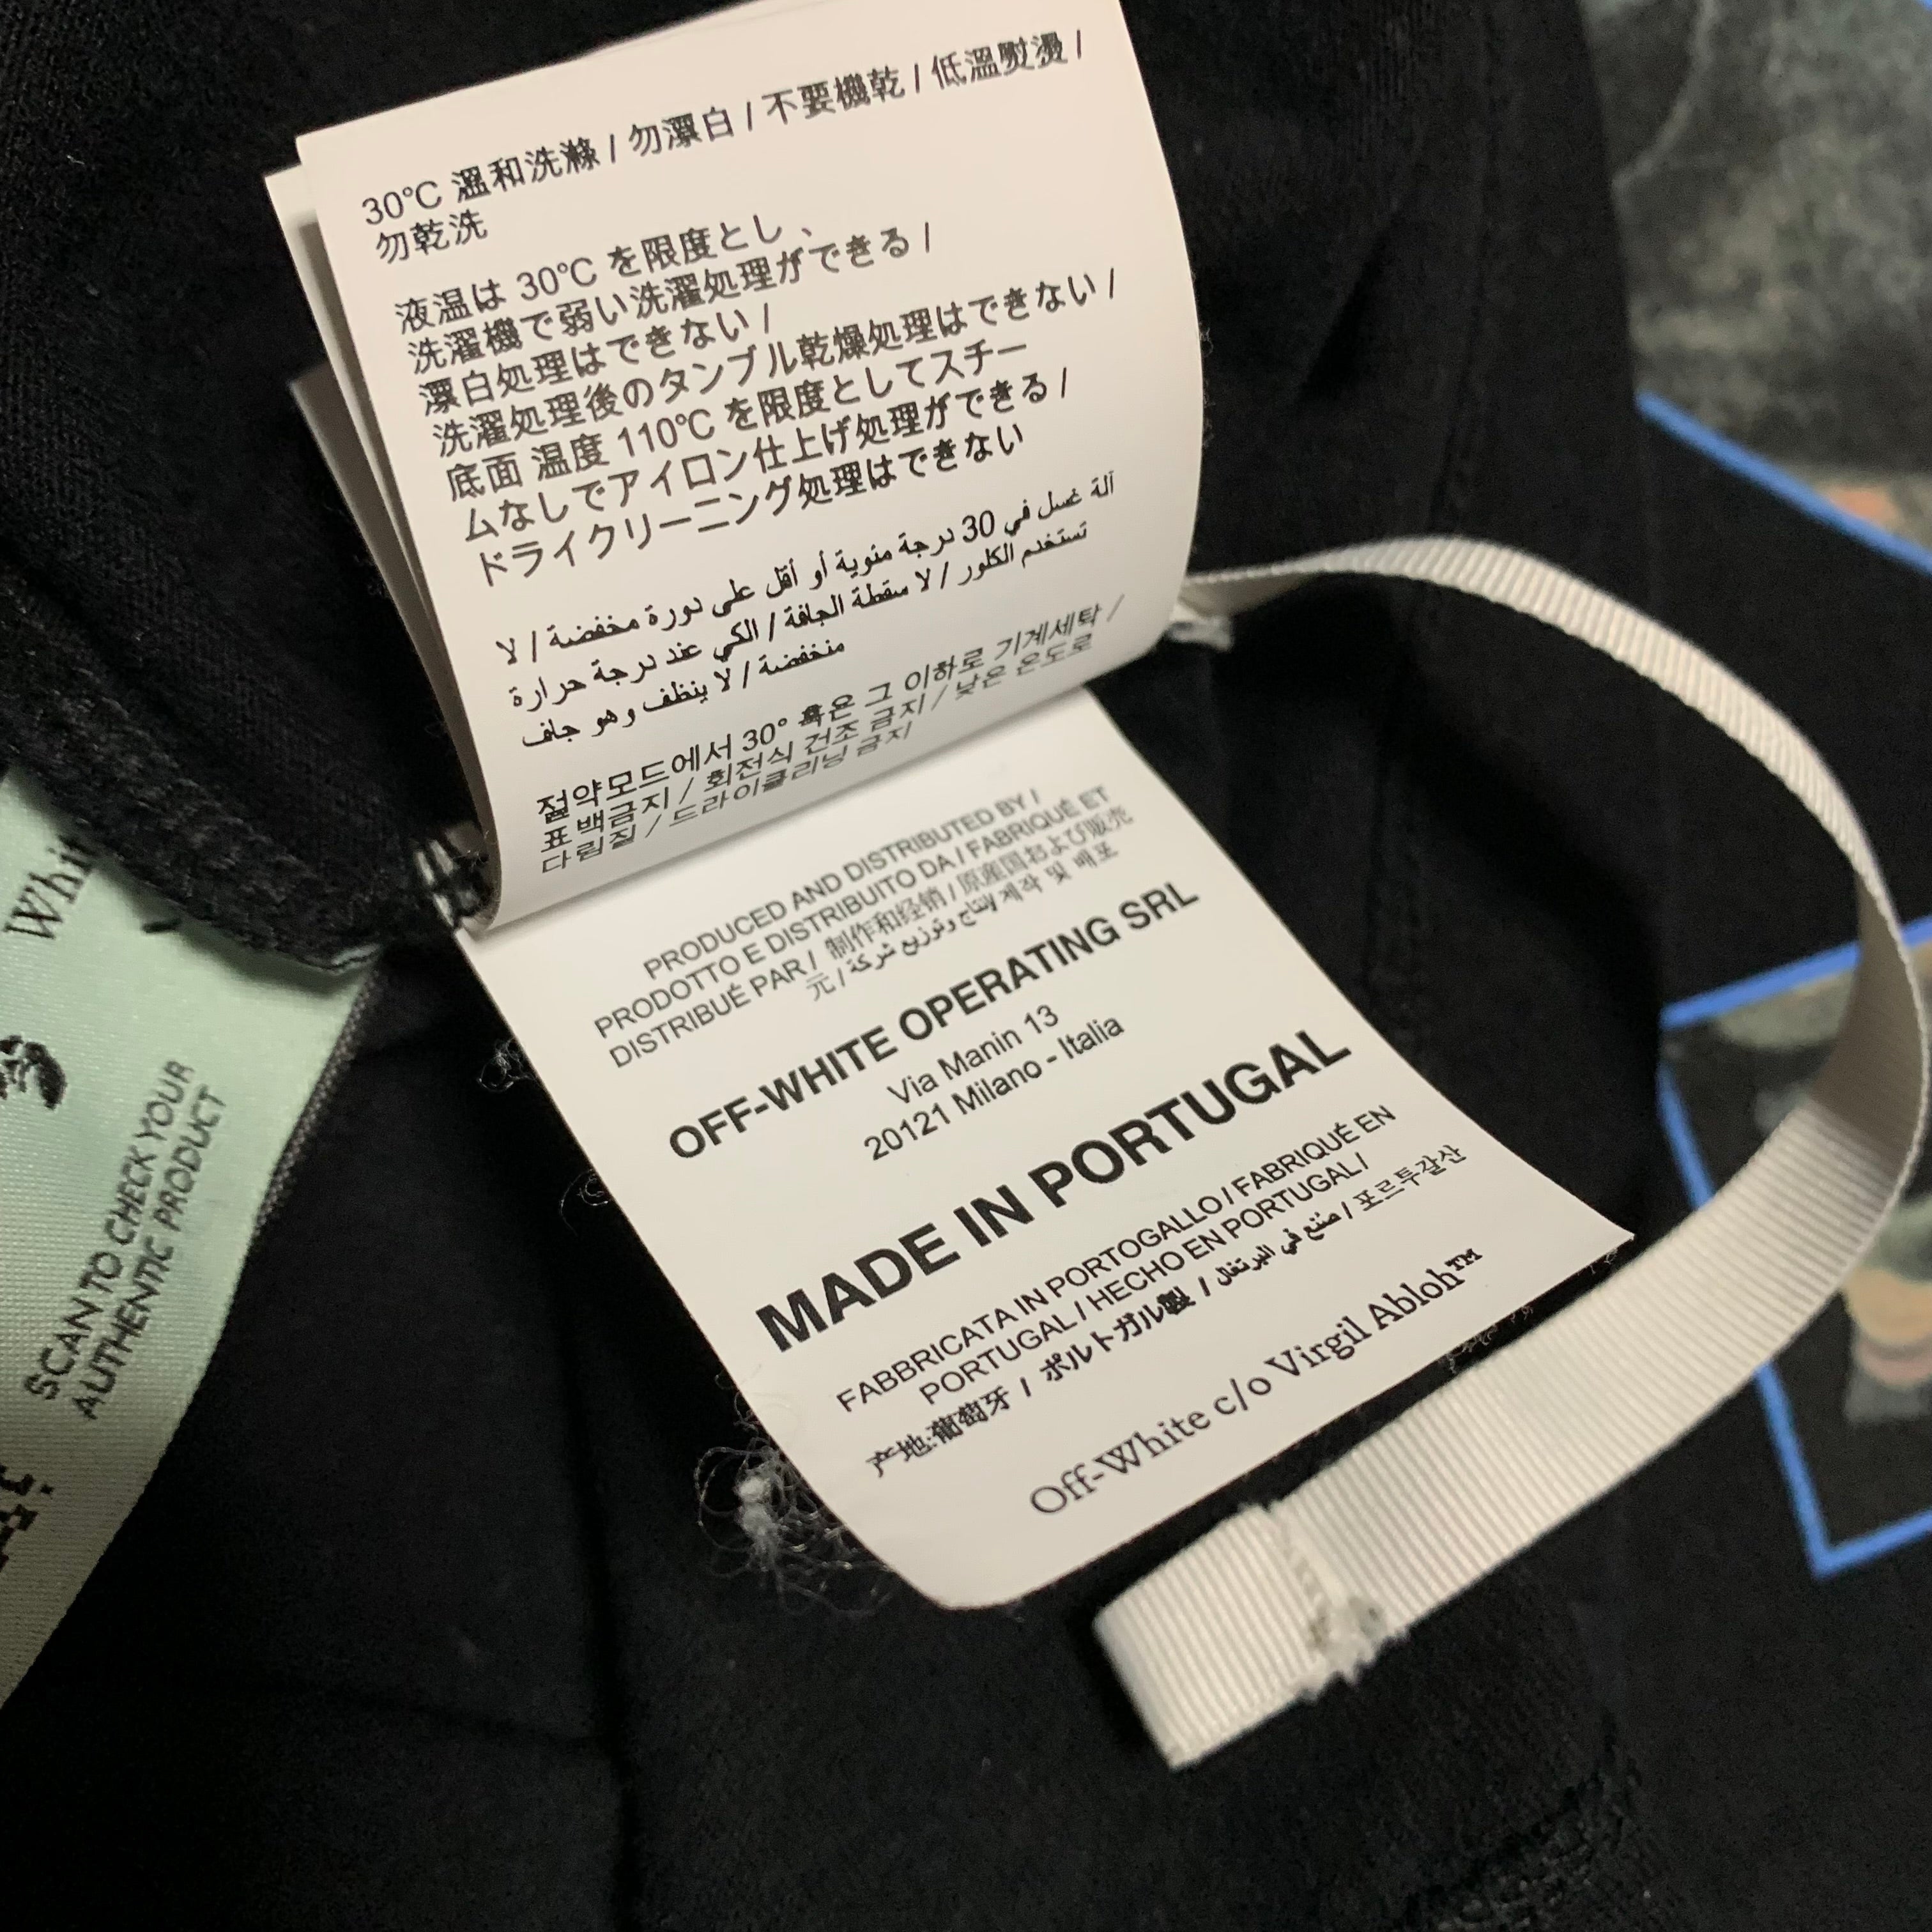 30°C 溫和洗滌 / 勿漂白 / 不要機乾 / 低溫熨燙 /
勿乾洗
液温は 30℃ を限度とし、
洗濯機で弱い洗濯処理ができる /
漂白処理はできない /
洗濯処理後のタンブル乾燥処理はできない /
底面 温度 110℃ を限度としてスチー
ムなしでアイロン仕上げ処理ができる /
ドライクリーニング処理はできない
آلة غسل في 30 درجة مئوية أو أقل على دورة مخفضة / لا
تستخدم الكلور / لا سقطة الجافة / الكي عند درجة حرارة
منخفضة / لا ينظف وهو جاف
절약모드에서 30° 혹은 그 이하로 기계세탁 /
표백금지 / 회전식 건조 금지 / 낮은 온도로
다림질 / 드라이클리닝 금지
PRODUCED AND DISTRIBUTED BY /
PRODOTTO E DISTRIBUITO DA / FABRIQUÉ ET
DISTRIBUÉ PAR / 制作和经销 / 原産国および販売
元 / إنتاج وتوزيع شركة / 제작 및 배포
OFF-WHITE OPERATING SRL
Via Manin 13
20121 Milano - Italia
MADE IN PORTUGAL
FABBRICATA IN PORTOGALLO / FABRIQUÉ EN
PORTUGAL / HECHO EN PORTUGAL /
产地:葡萄牙 / ポルトガル製 / صنع في البرتغال / 포르투갈산
Off-White c/o Virgil Abloh™
Whit
SCAN TO CHECK YOUR
AUTHENTIC PRODUCT